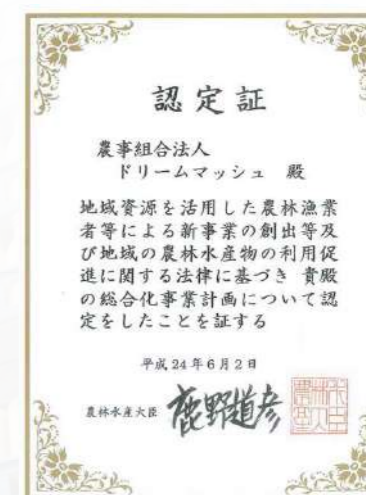 認定証
農事組合法人
ドリームマッシュ 殿
地域資源を活用した農林漁業
者等による新事業の創出等及
び地域の農林水産物の利用促
進に関する法律に基づき 貴殿
の総合化事業計画について認
定をしたことを証する
平成24年6月2日
農林水産大臣 鹿野道彦